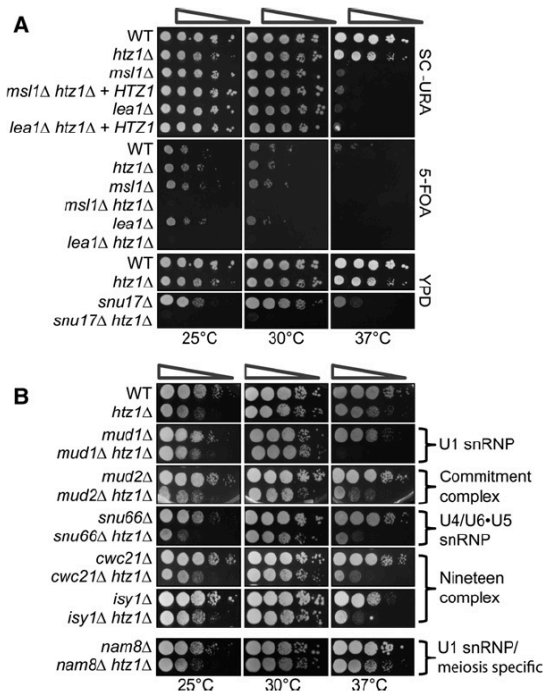 A
WT
htz1Δ
msl1Δ
msl1Δ htz1Δ + HTZ1
lea1Δ
lea1Δ htz1Δ + HTZ1
SC -URA
WT
htz1Δ
msl1Δ
msl1Δ htz1Δ
lea1Δ
lea1Δ htz1Δ
5-FOA
WT
htz1Δ
snu17Δ
snu17Δ htz1Δ
YPD
25°C 30°C 37°C
B
WT
htz1Δ
mud1Δ
mud1Δ htz1Δ
U1 snRNP
mud2Δ
mud2Δ htz1Δ
Commitment
complex
snu66Δ
snu66Δ htz1Δ
U4/U6•U5
snRNP
cwc21Δ
cwc21Δ htz1Δ
isy1Δ
isy1Δ htz1Δ
Nineteen
complex
nam8Δ
nam8Δ htz1Δ
U1 snRNP/
meiosis specific
25°C 30°C 37°C